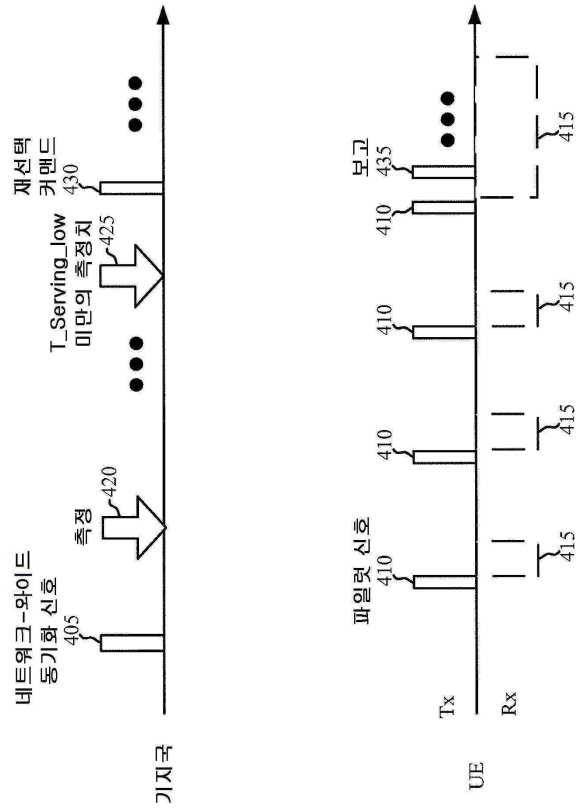 네트워크-와이드
동기화 신호
405
측정
420
T_Serving_low
미만의 측정치
425
재선택
커맨드
430
기지국
파일럿 신호
410
410
410
410
보고
435
Tx
UE
Rx
415
415
415
415